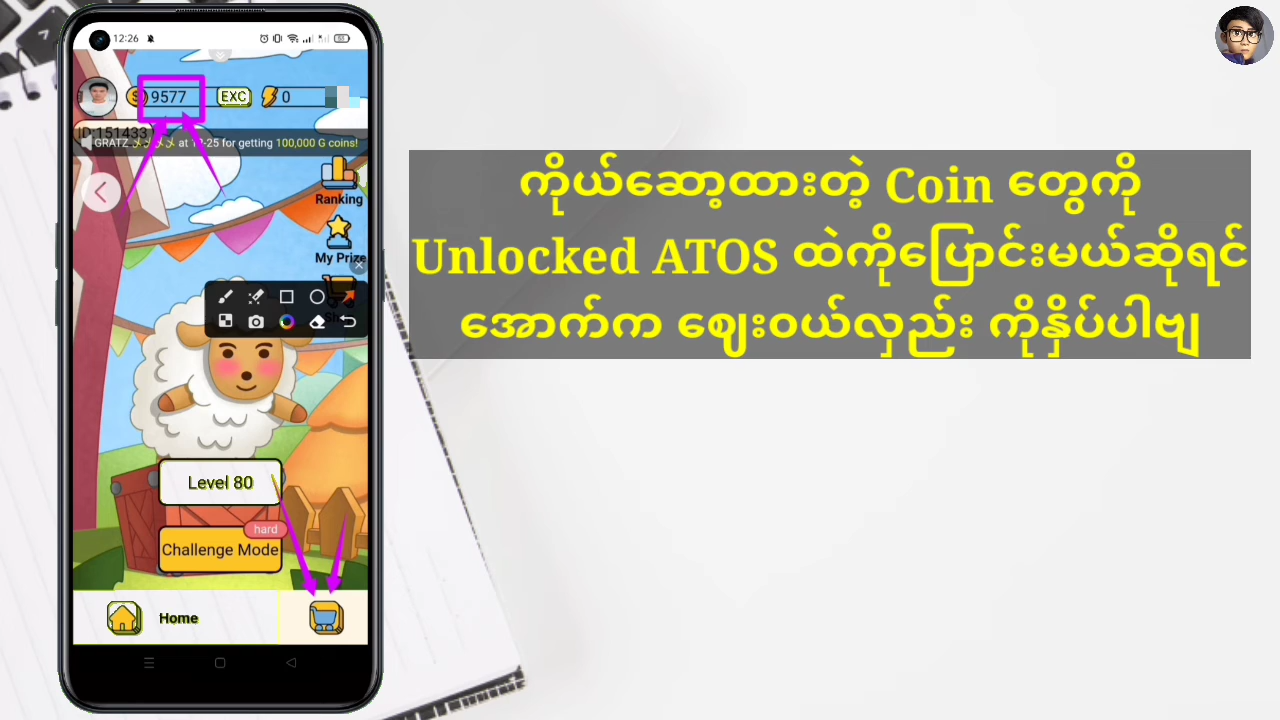 12:26
9577
EXC
0
ID:151433
GRATZ at 12-25 for getting 100,000 G coins!
Ranking
My Prize
Level 80
hard
Challenge Mode
Home
ကိုယ်ဆော့ထားတဲ့ Coin တွေကို
Unlocked ATOS ထဲကိုပြောင်းမယ်ဆိုရင်
အောက်က ဈေးဝယ်လှည်း ကိုနှိပ်ပါဗျ